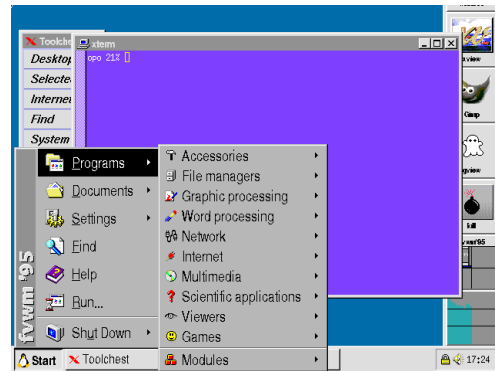 Toolche
Desktop
Selecte
Internet
Find
System
xterm
opo 21%
xview
Gimp
gview
kill
Programs
Documents
Settings
Find
Help
Run...
Shut Down
fvwm '95
Accessories
File managers
Graphic processing
Word processing
Network
Internet
Multimedia
Scientific applications
Viewers
Games
Modules
Start
Toolchest
17:24